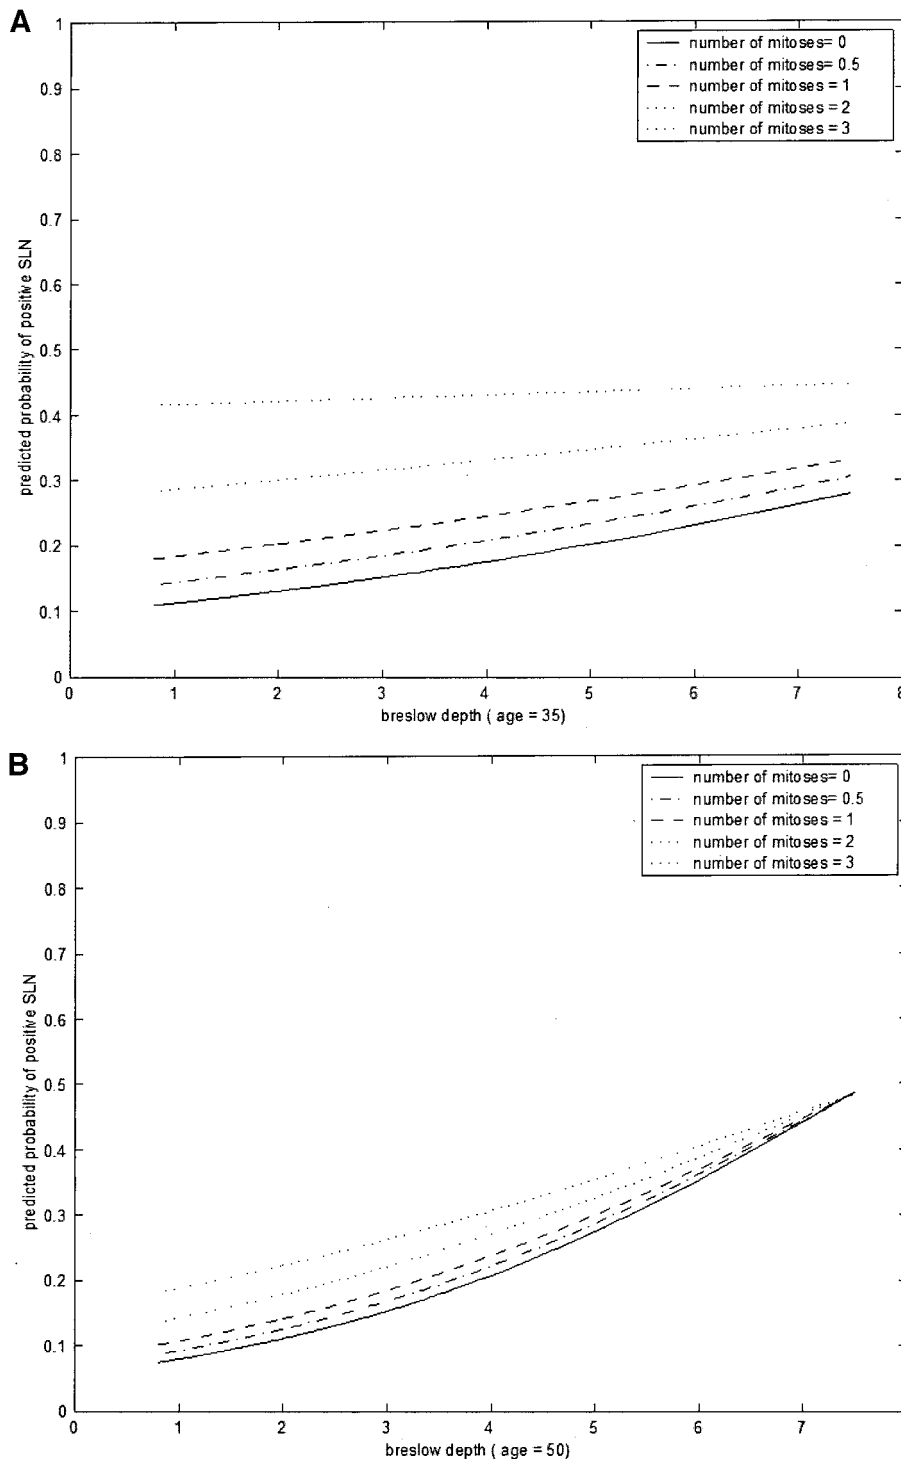 A
1
0.9
0.8
0.7
0.6
0.5
0.4
0.3
0.2
0.1
0
predicted probability of positive SLN
number of mitoses= 0
number of mitoses= 0.5
number of mitoses = 1
number of mitoses = 2
number of mitoses = 3
0 1 2 3 4 5 6 7 8
breslow depth ( age = 35)
B
1
0.9
0.8
0.7
0.6
0.5
0.4
0.3
0.2
0.1
0
predicted probability of positive SLN
number of mitoses= 0
number of mitoses= 0.5
number of mitoses = 1
number of mitoses = 2
number of mitoses = 3
0 1 2 3 4 5 6 7
breslow depth ( age = 50)